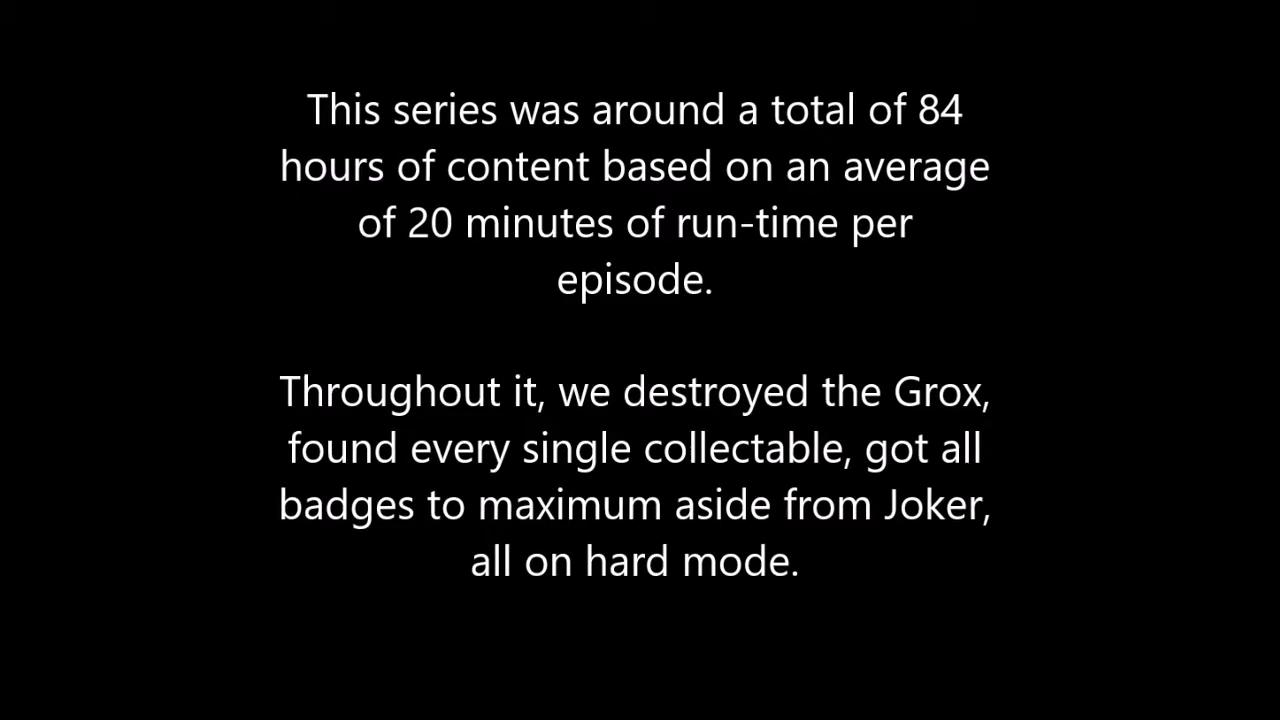 This series was around a total of 84
hours of content based on an average
of 20 minutes of run-time per
episode.
Throughout it, we destroyed the Grox,
found every single collectable, got all
badges to maximum aside from Joker,
all on hard mode.